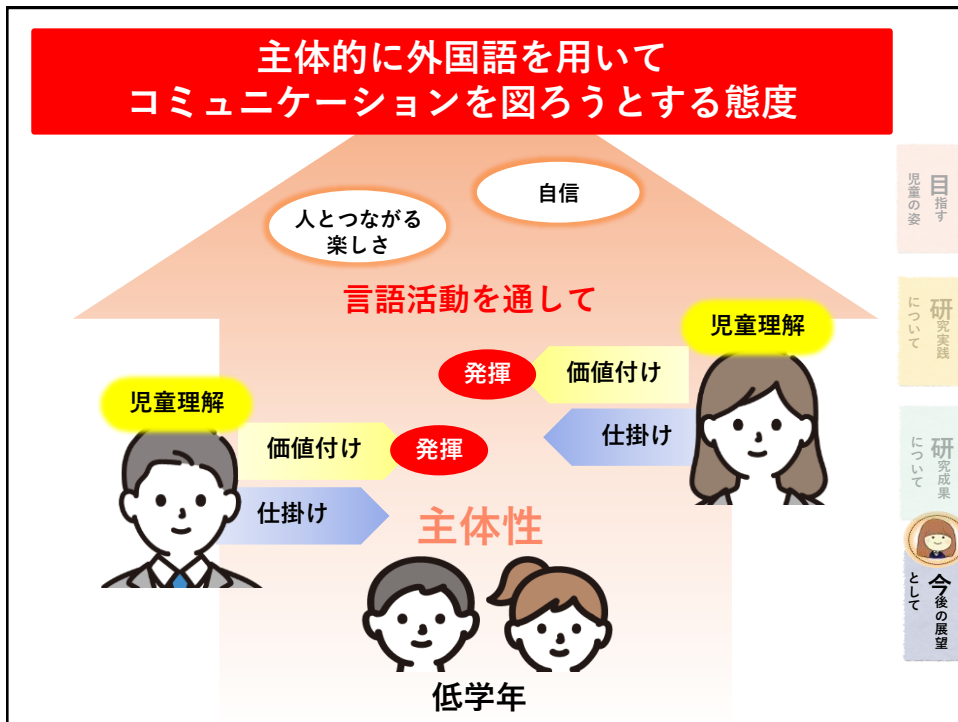 主体的に外国語を用いて
コミュニケーションを図ろうとする態度
自信
人とつながる
楽しさ
言語活動を通して
児童理解
発揮
価値付け
仕掛け
児童理解
価値付け
発揮
仕掛け
主体性
低学年
目指す
児童の姿
研究実践
について
研究成果
について
今後の展望
として